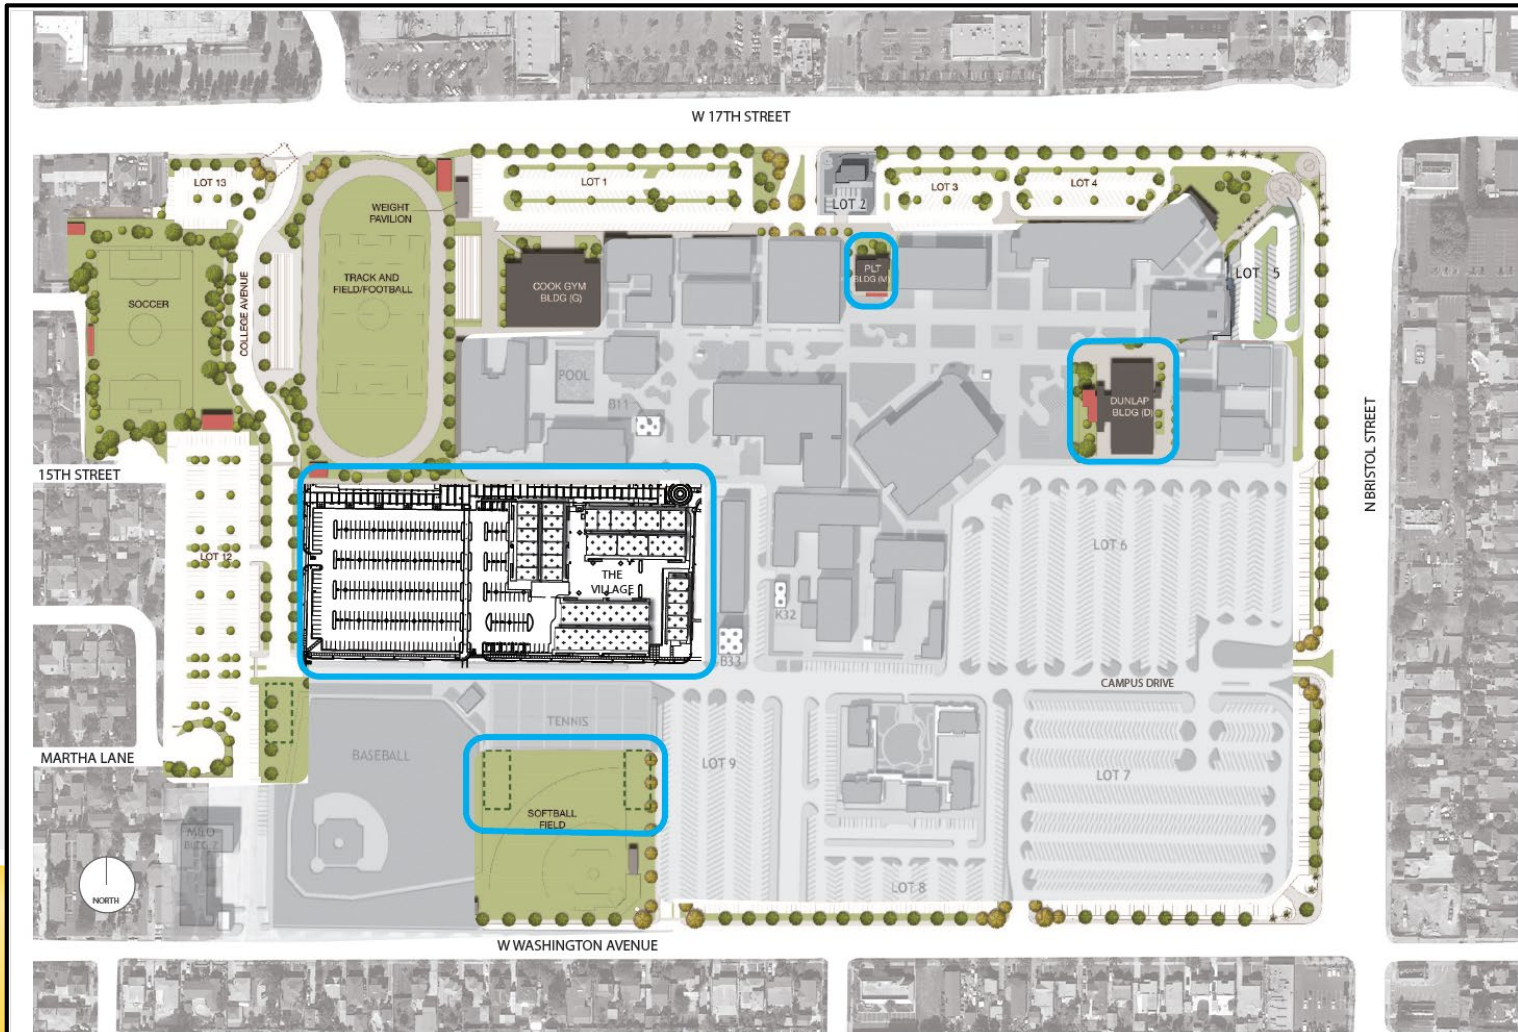 W 17TH STREET
LOT 13
LOT 1
LOT 3
LOT 4
LOT 2
WEIGHT
PAVILION
PLT
BLDG (M
LOT 5
TRACK AND
FIELD/FOOTBALL
COOK GYM
BLDG (G)
SOCCER
COLLEGE AVENUE
POOL
B11
DUNLAP
BLDG (D)
N BRISTOL STREET
15TH STREET
LOT 12
LOT 6
THE
VILLAGE
K32
B33
CAMPUS DRIVE
TENNIS
MARTHA LANE
BASEBALL
LOT 9
LOT 7
SOFTBALL
FIELD
M&O
BLDG Z
LOT 8
NORTH
W WASHINGTON AVENUE